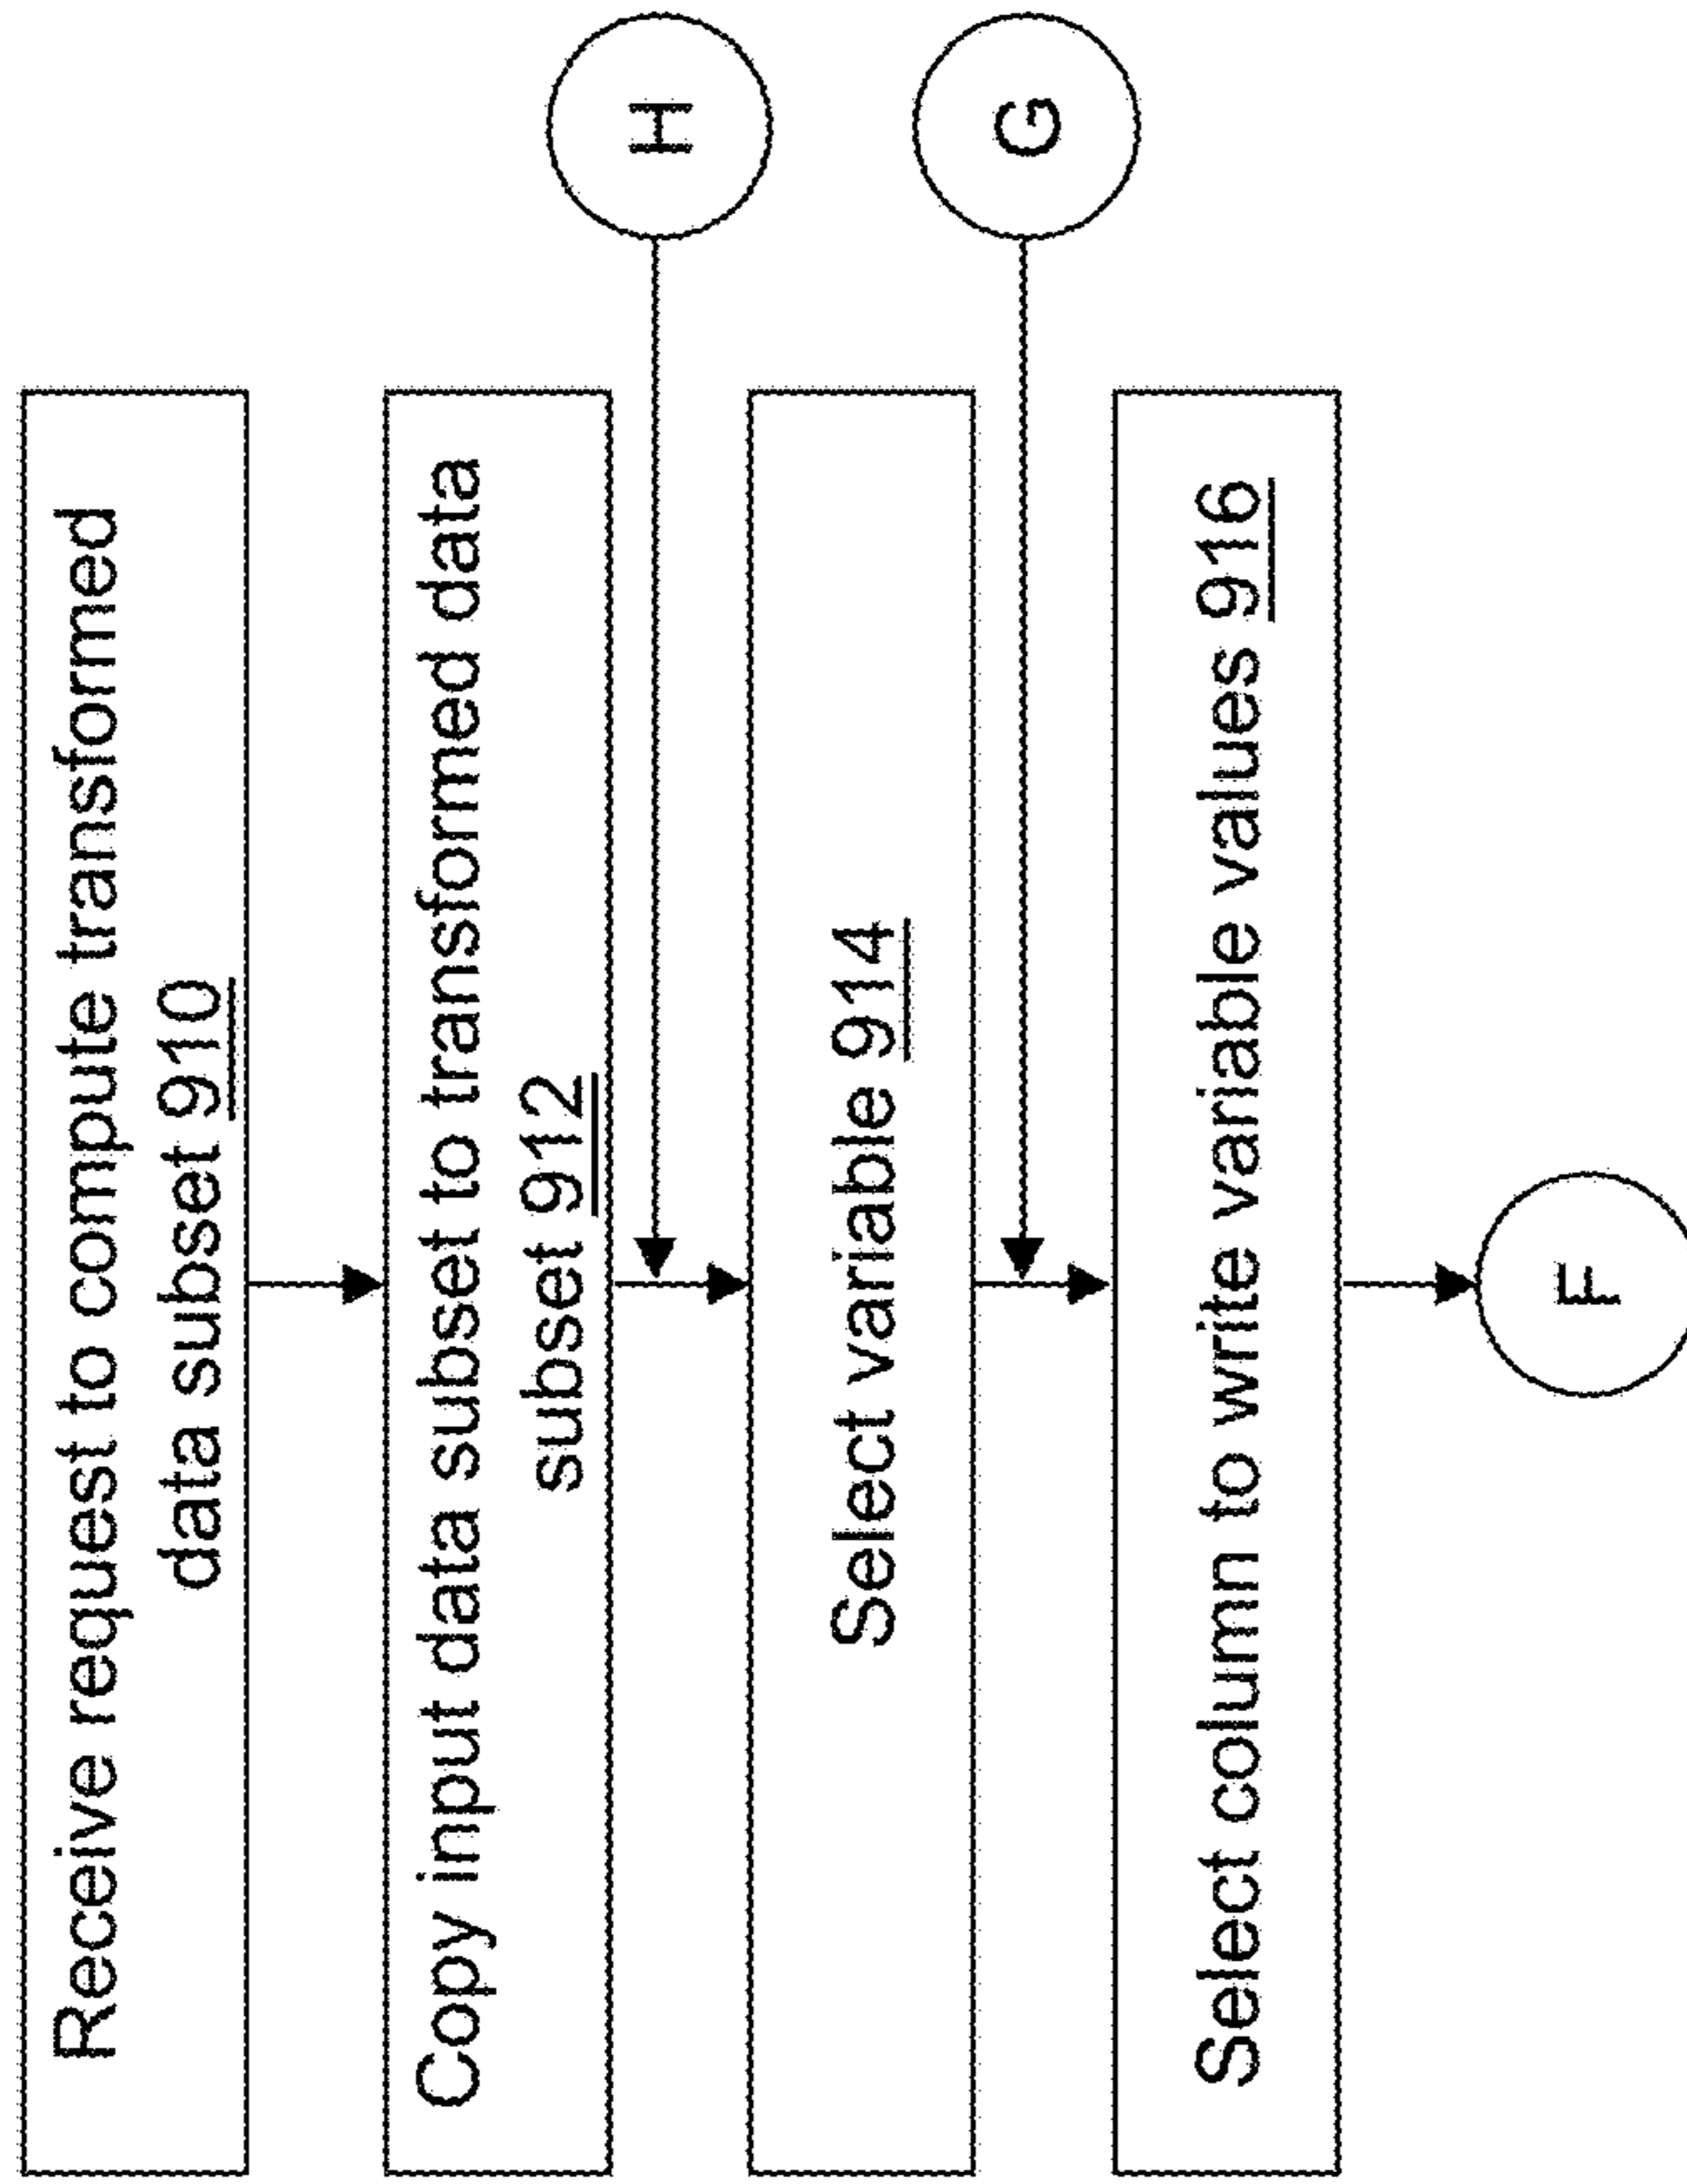 Receive request to compute transformed
data subset 910
Copy input data subset to transformed data
subset 912
H
Select variable 914
G
Select column to write variable values 916
F